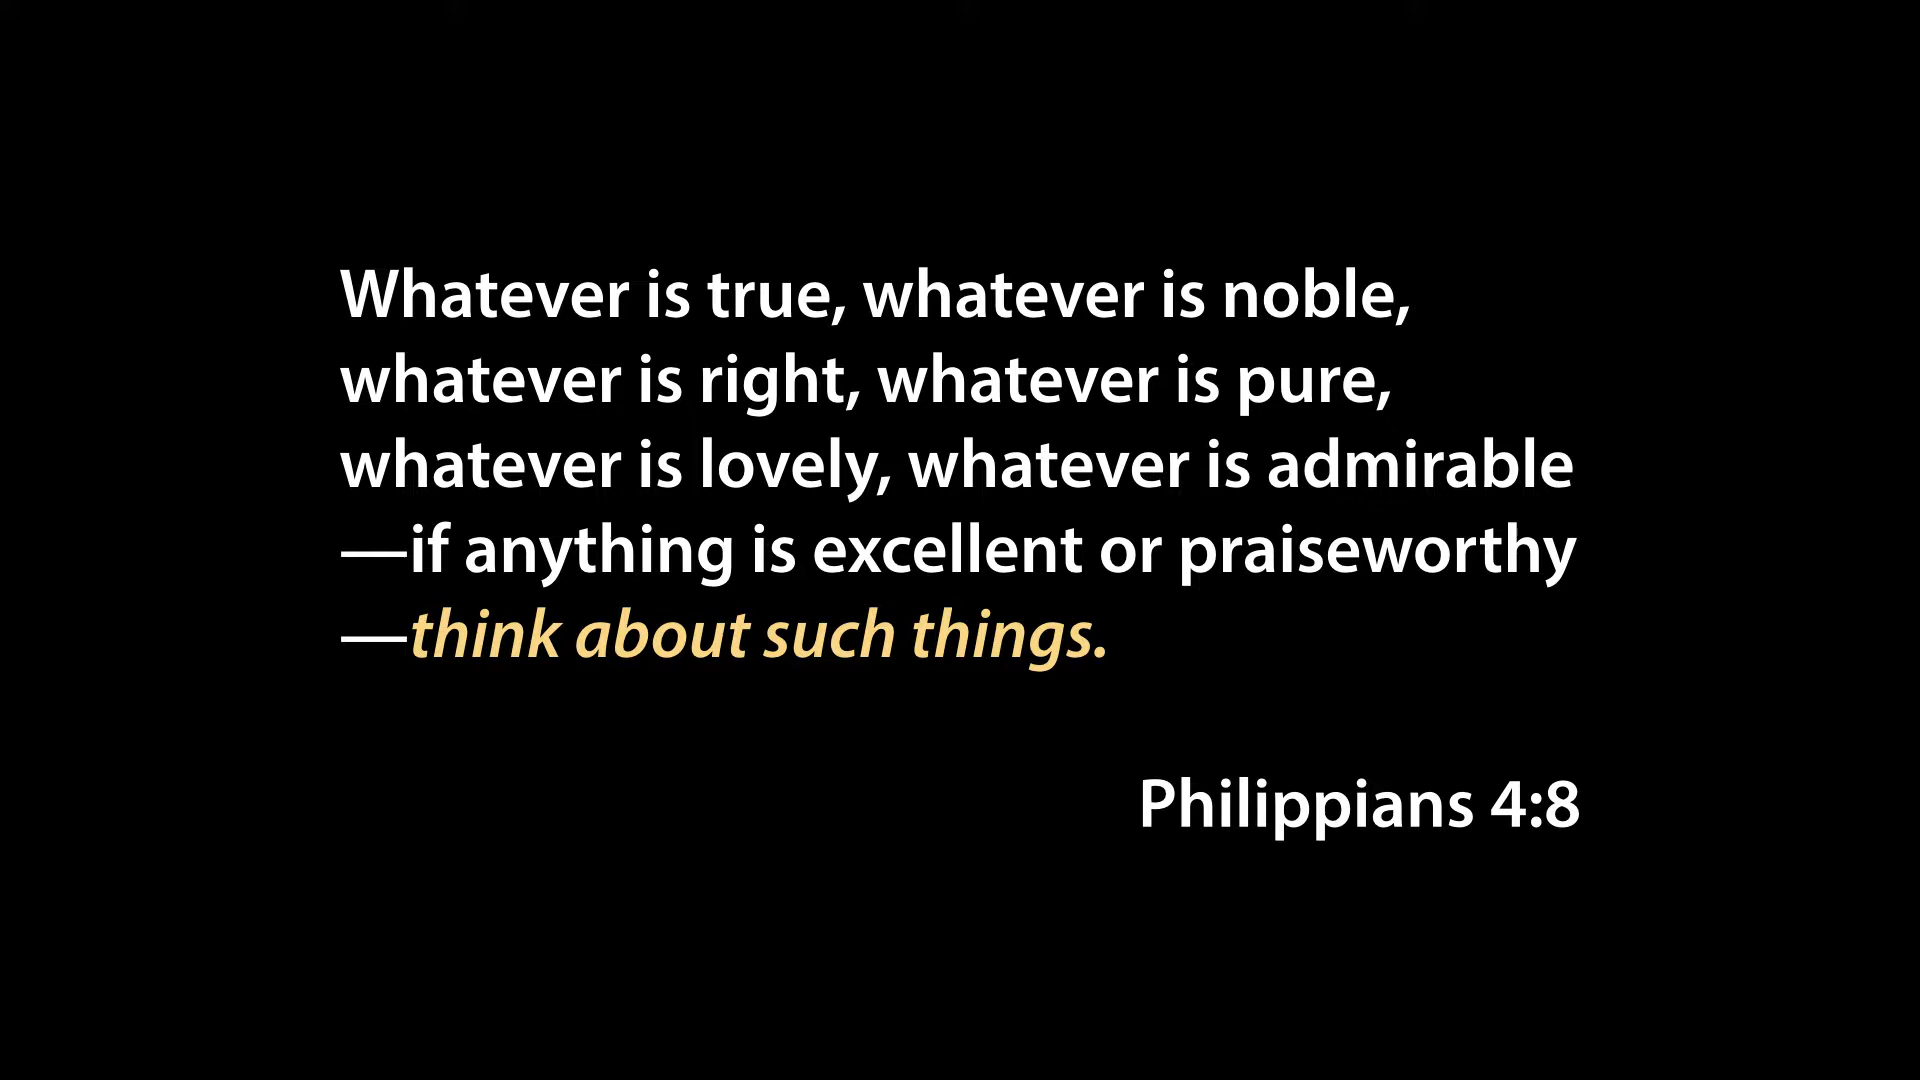 Whatever is true, whatever is noble,
whatever is right, whatever is pure,
whatever is lovely, whatever is admirable
—if anything is excellent or praiseworthy
—think about such things.
Philippians 4:8